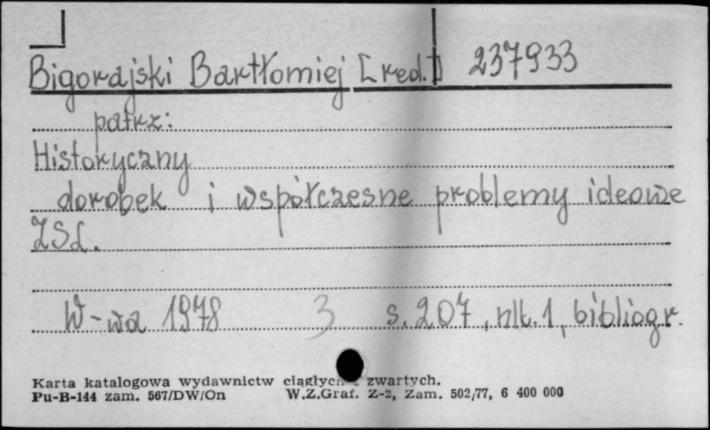 Bigorajski Bartłomiej [red.] 237933
patrz:
Historyczny
dorobek i współczesne problemy ideowe
ZSL.
W-wa 1978 3 s. 207, nlb. 1, bibliogr.
Karta katalogowa wydawnictw ciągłych i zwartych.
Pu-B-144 zam. 567/DW/On W.Z.Graf. Z-2, Zam. 502/77, 6 400 000